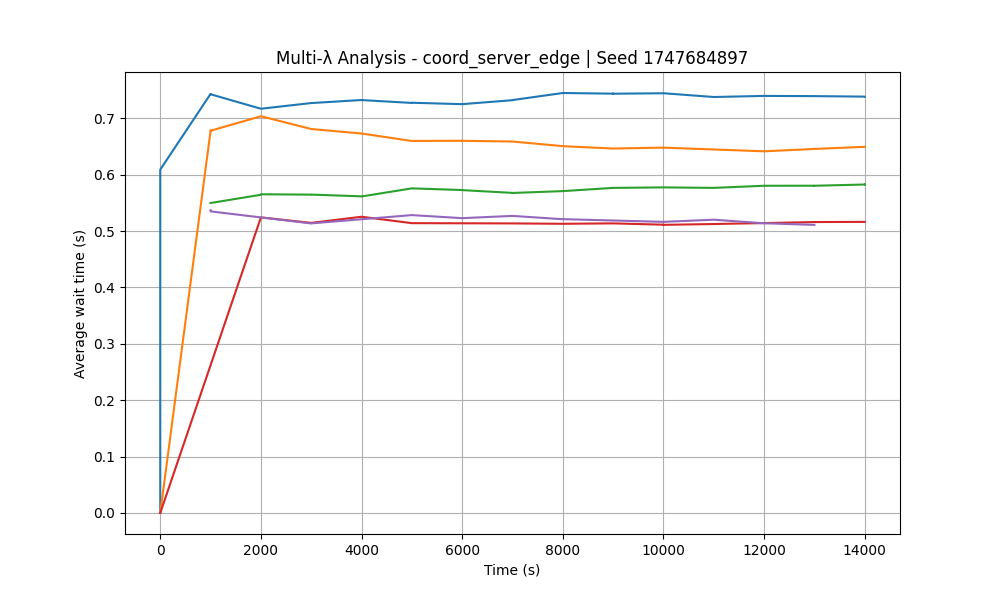 Multi-λ Analysis - coord_server_edge | Seed 1747684897
Average wait time (s)
0.7
0.6
0.5
0.4
0.3
0.2
0.1
0.0
0 2000 4000 6000 8000 10000 12000 14000
Time (s)